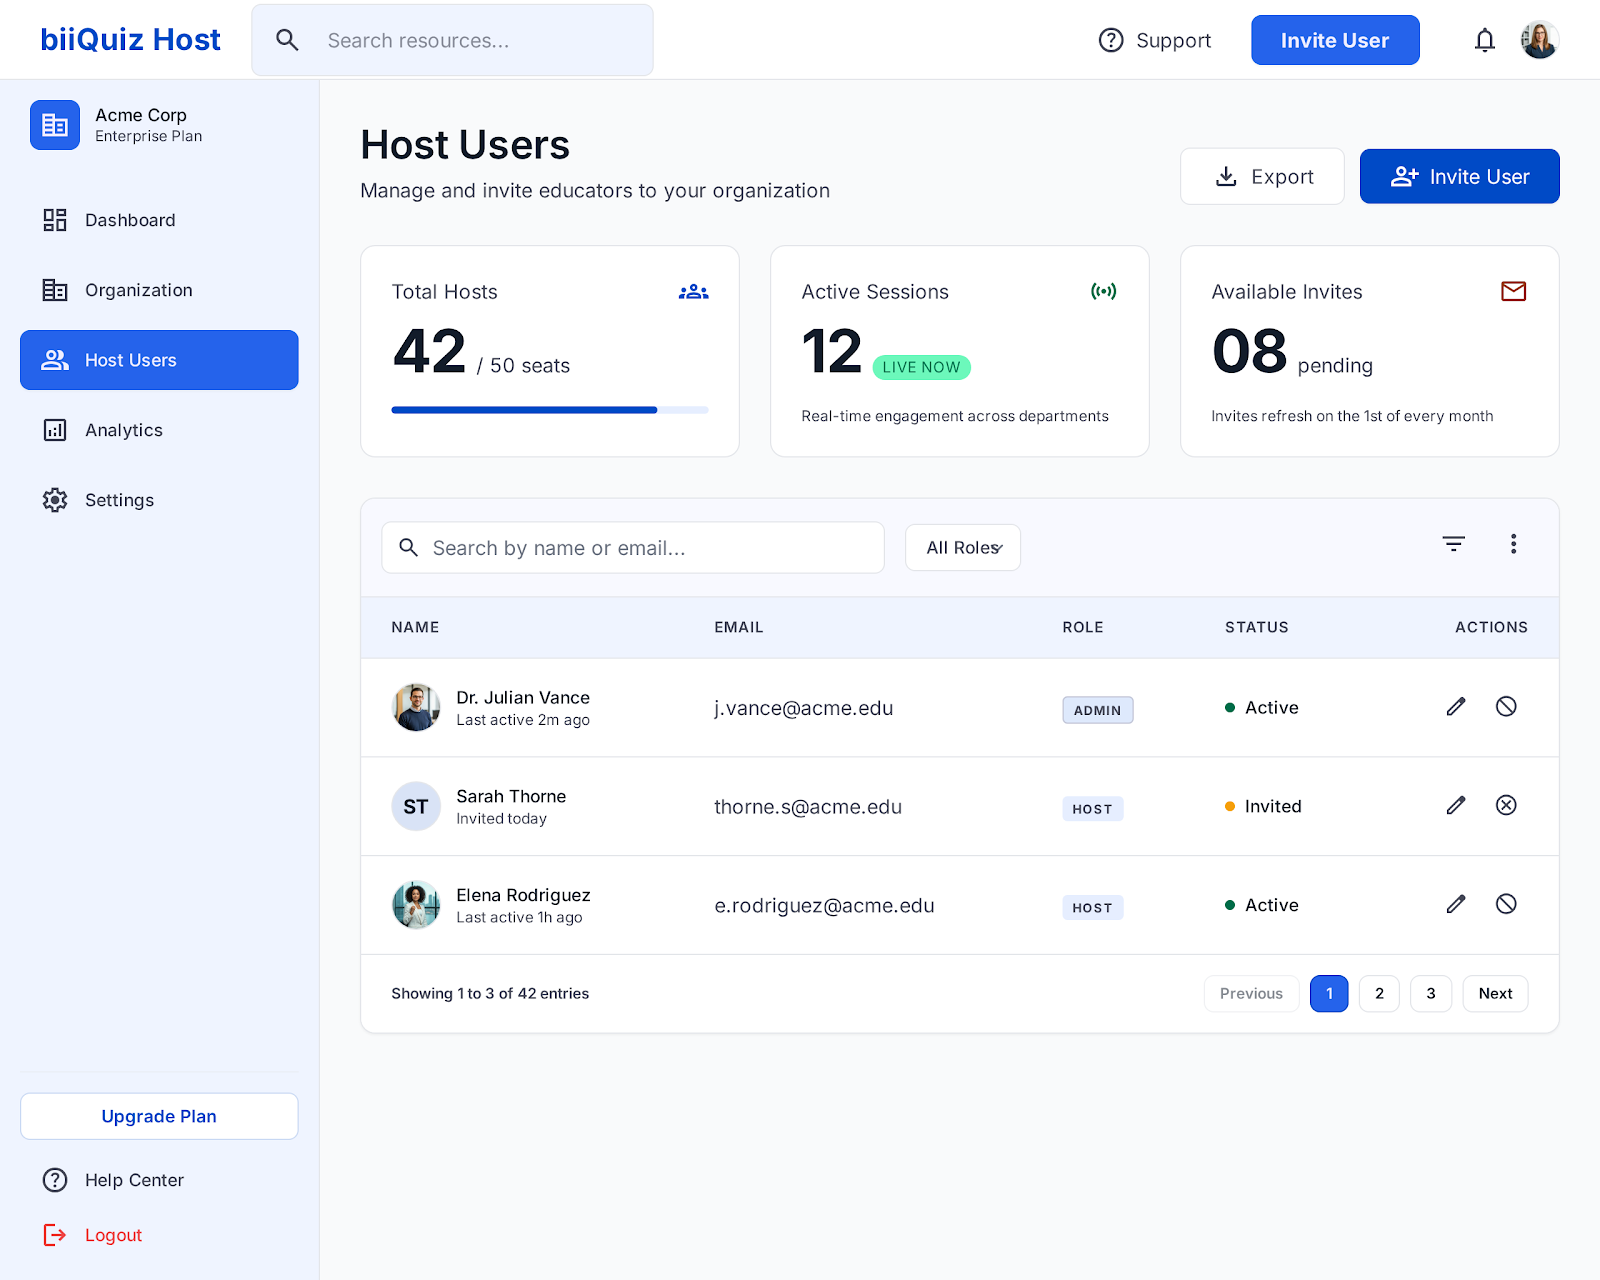 biiQuiz Host
Search resources...
Support
Invite User
Acme Corp
Enterprise Plan
Dashboard
Organization
Host Users
Analytics
Settings
Upgrade Plan
Help Center
Logout
Host Users
Manage and invite educators to your organization
Export
Invite User
Total Hosts
42 / 50 seats
Active Sessions
12 LIVE NOW
Real-time engagement across departments
Available Invites
08 pending
Invites refresh on the 1st of every month
Search by name or email...
All Roles
NAME EMAIL ROLE STATUS ACTIONS
Dr. Julian Vance
Last active 2m ago
j.vance@acme.edu
ADMIN
Active
ST
Sarah Thorne
Invited today
thorne.s@acme.edu
HOST
Invited
Elena Rodriguez
Last active 1h ago
e.rodriguez@acme.edu
HOST
Active
Showing 1 to 3 of 42 entries
Previous 1 2 3 Next